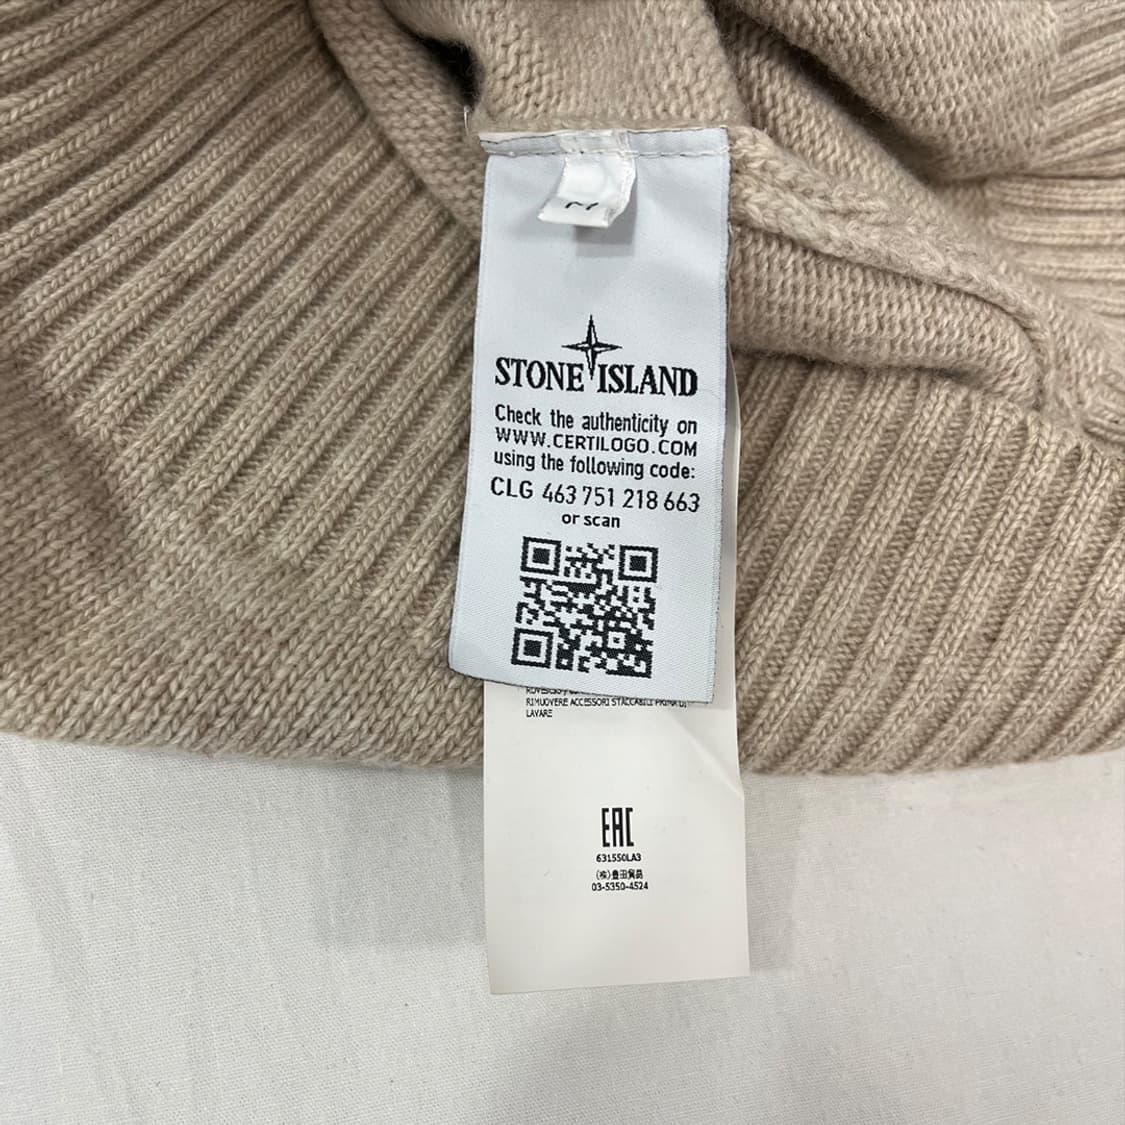 STONE ISLAND
Check the authenticity on
WWW.CERTILOGO.COM
using the following code:
CLG 463 751 218 663
or scan
RIMUOVERE ACCESSORI STACCABILI PRIMA DI
LAVARE
EAC
631550LA3
(株)豊田貿易
03-5350-4524